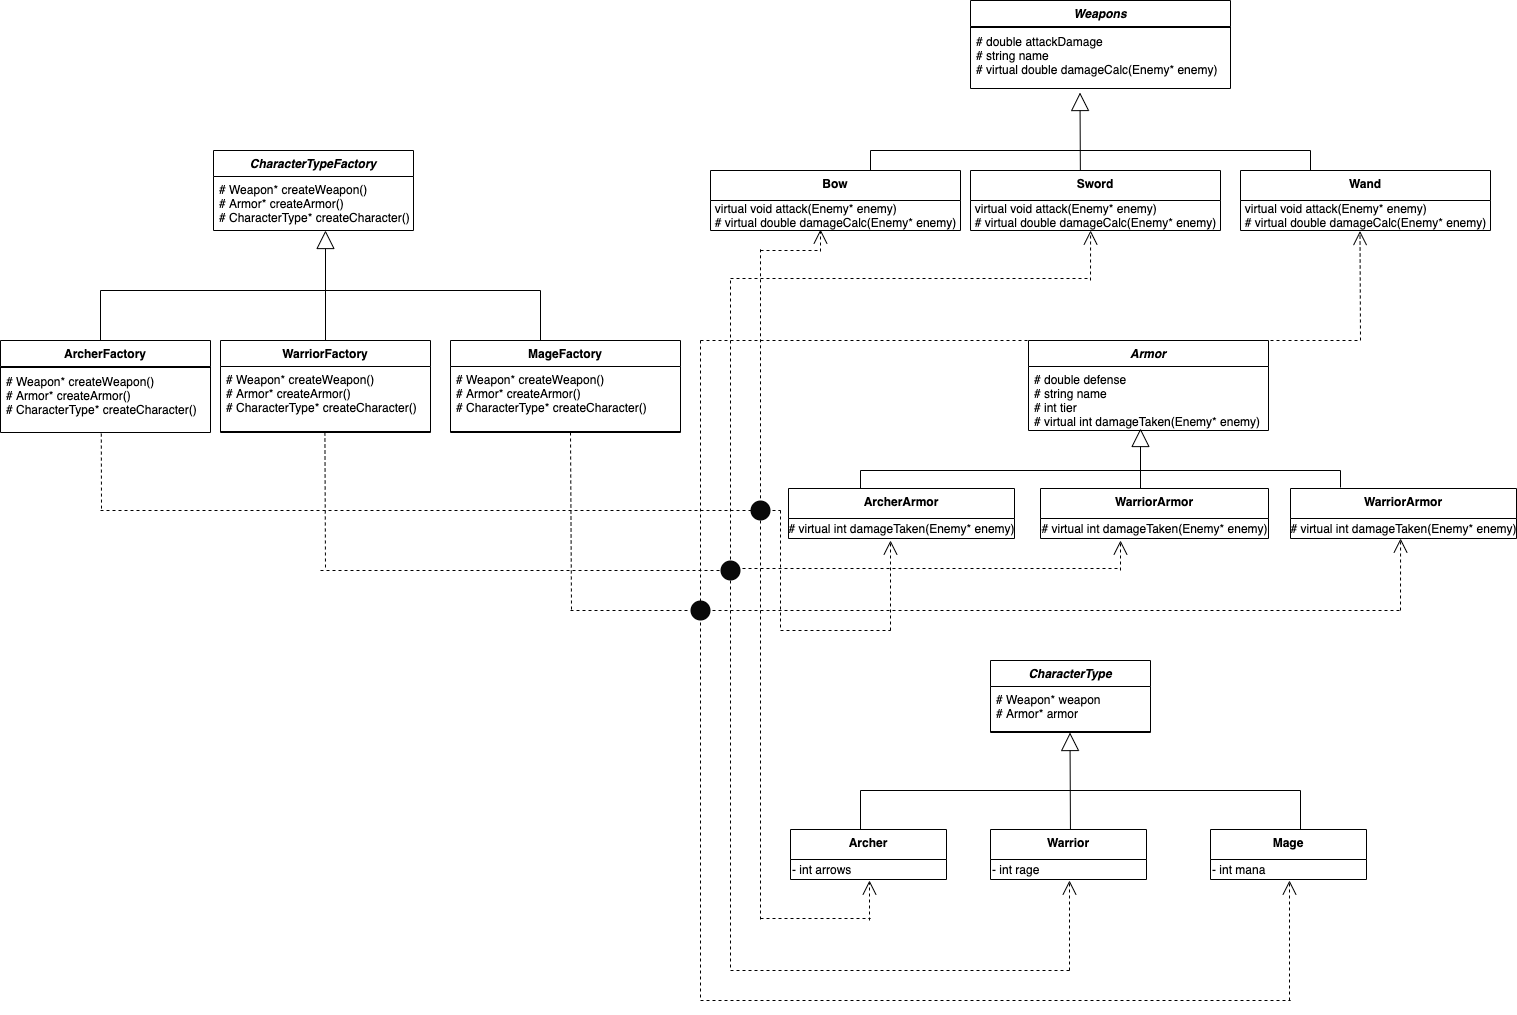 Weapons
# double attackDamage
# string name
# virtual double damageCalc(Enemy* enemy)
CharacterTypeFactory
# Weapon* createWeapon()
# Armor* createArmor()
# CharacterType* createCharacter()
Bow
virtual void attack(Enemy* enemy)
# virtual double damageCalc(Enemy* enemy)
Sword
virtual void attack(Enemy* enemy)
# virtual double damageCalc(Enemy* enemy)
Wand
virtual void attack(Enemy* enemy)
# virtual double damageCalc(Enemy* enemy)
ArcherFactory
# Weapon* createWeapon()
# Armor* createArmor()
# CharacterType* createCharacter()
WarriorFactory
# Weapon* createWeapon()
# Armor* createArmor()
# CharacterType* createCharacter()
MageFactory
# Weapon* createWeapon()
# Armor* createArmor()
# CharacterType* createCharacter()
Armor
# double defense
# string name
# int tier
# virtual int damageTaken(Enemy* enemy)
ArcherArmor
# virtual int damageTaken(Enemy* enemy)
WarriorArmor
# virtual int damageTaken(Enemy* enemy)
WarriorArmor
# virtual int damageTaken(Enemy* enemy)
CharacterType
# Weapon* weapon
# Armor* armor
Archer
- int arrows
Warrior
- int rage
Mage
- int mana